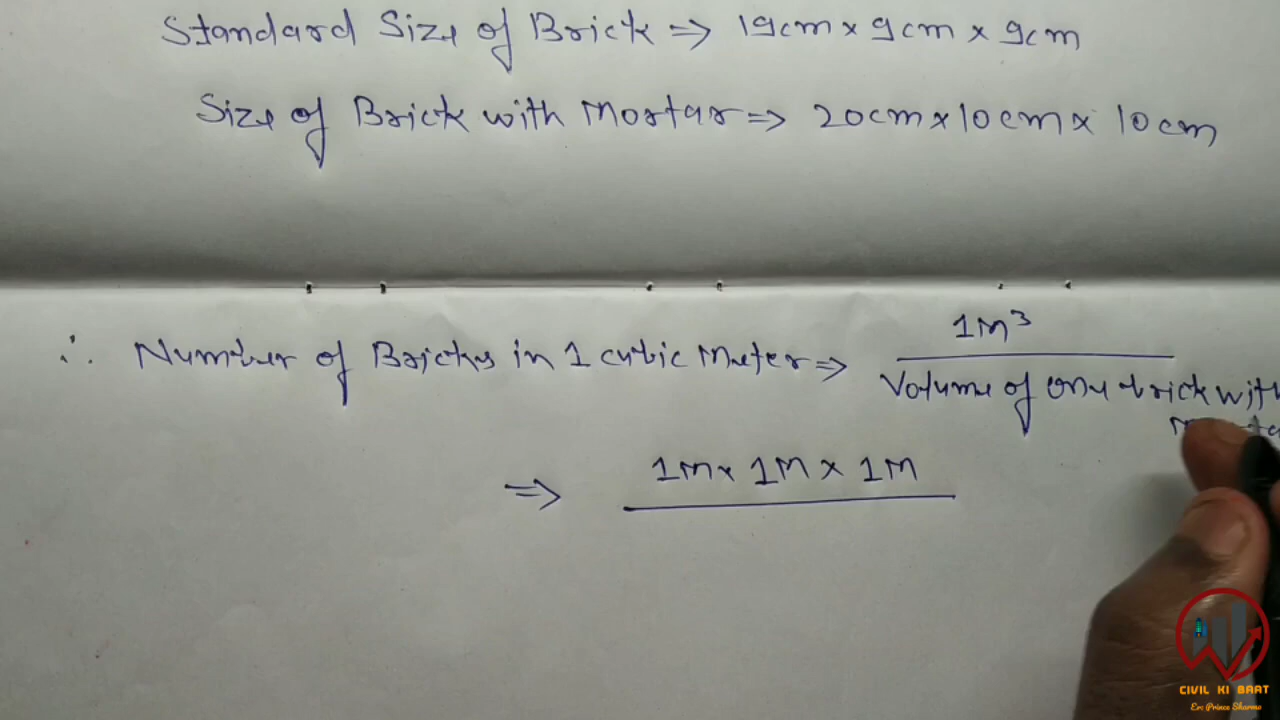 Standard Size of Brick ⇒ 19cm x 9cm x 9cm
Size of Brick with Mortar ⇒ 20cm x 10cm x 10cm
∴ Number of Bricks in 1 cubic Meter ⇒ 1M³
Volume of one brick with
⇒ 1M x 1M x 1M
CIVIL KI BAAT
Er: Prince Sharma